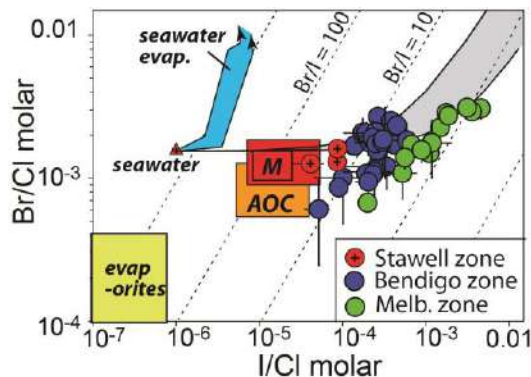 0.01
seawater
evap.
Br/I = 100
Br/I = 10
Br/Cl molar
seawater
10-3
M
AOC
evap
-orites
Stawell zone
Bendigo zone
Melb. zone
10-4
10-7
10-6
10-5
10-4
10-3
0.01
I/Cl molar